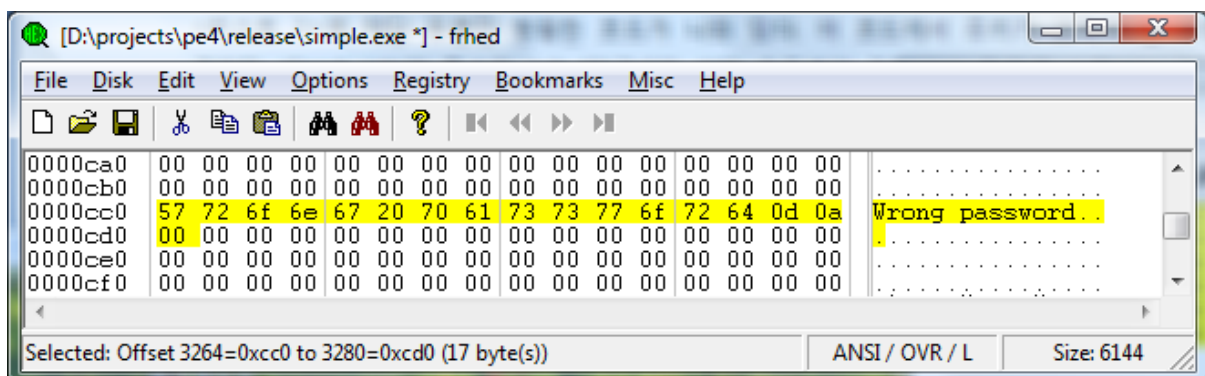 [D:\projects\pe4\release\simple.exe *] - frhed
File Disk Edit View Options Registry Bookmarks Misc Help
0000ca0 00 00 00 00 00 00 00 00 00 00 00 00 00 00 00 00 ................
0000cb0 00 00 00 00 00 00 00 00 00 00 00 00 00 00 00 00 ................
0000cc0 57 72 6f 6e 67 20 70 61 73 73 77 6f 72 64 0d 0a Wrong password..
0000cd0 00 00 00 00 00 00 00 00 00 00 00 00 00 00 00 00 ................
0000ce0 00 00 00 00 00 00 00 00 00 00 00 00 00 00 00 00 ................
0000cf0 00 00 00 00 00 00 00 00 00 00 00 00 00 00 00 00 ................
Selected: Offset 3264=0xcc0 to 3280=0xcd0 (17 byte(s)) ANSI / OVR / L Size: 6144